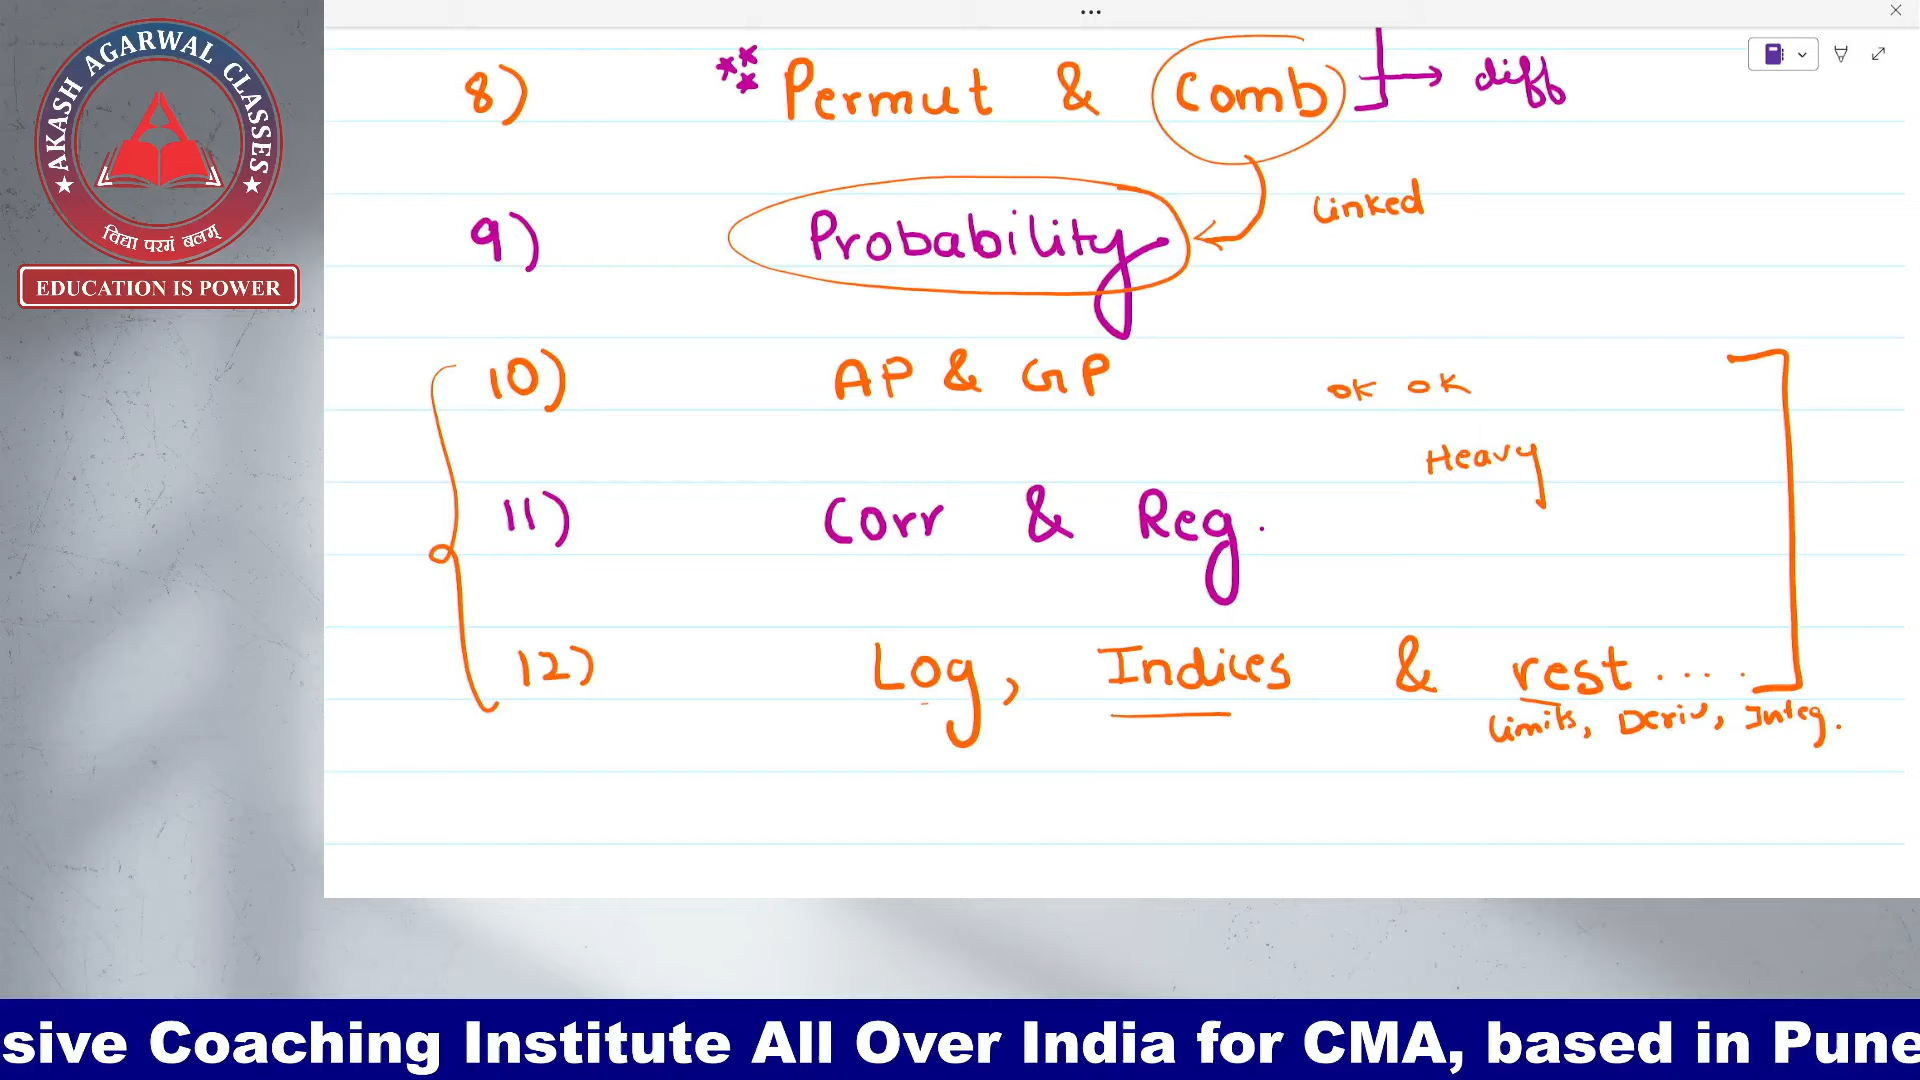 AKASH AGARWAL CLASSES
विद्या परमं बलम्
EDUCATION IS POWER
8) *** Permut & Comb → diff
Linked
9) Probability
10) AP & GP OK OK
Heavy
11) Corr & Reg.
12) Log, Indices & rest.....
Limits, Deriv, Integ.
sive Coaching Institute All Over India for CMA, based in Pune